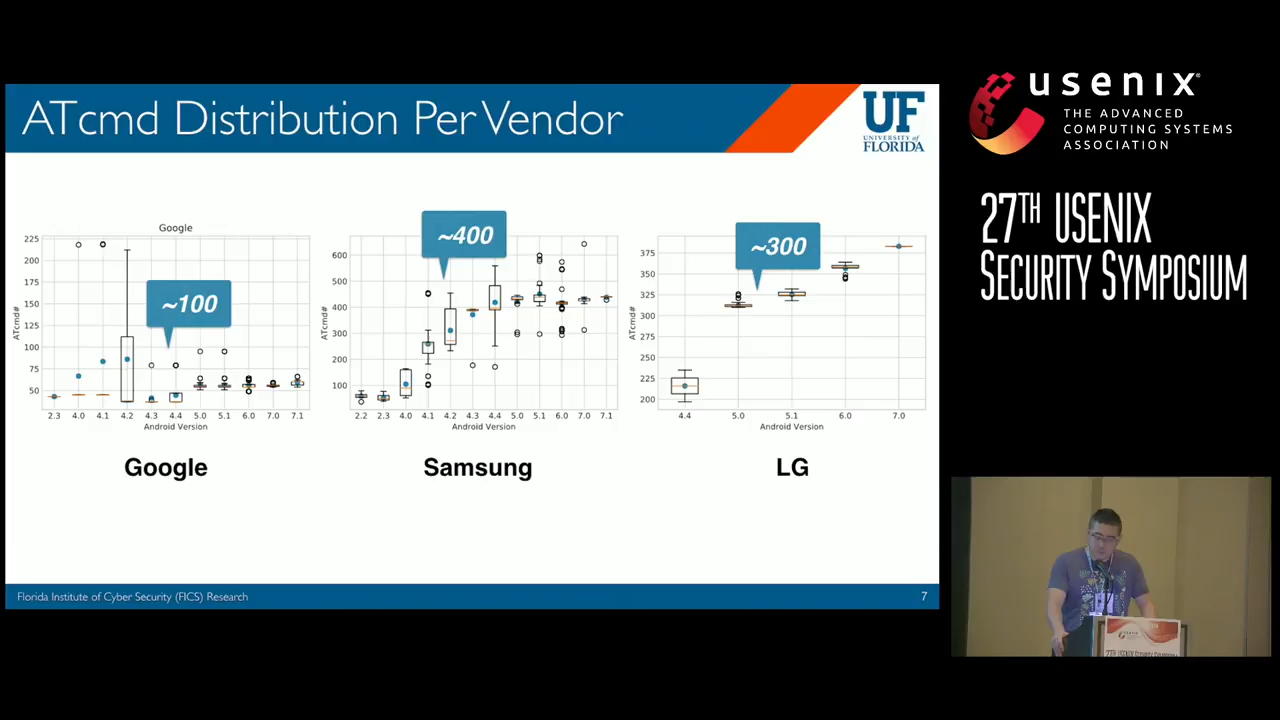 ATcmd Distribution Per Vendor
UF
UNIVERSITY of
FLORIDA
usenix®
THE ADVANCED
COMPUTING SYSTEMS
ASSOCIATION
27TH USENIX
SECURITY SYMPOSIUM
Google
225
200
175
150
125
100
75
50
ATcmd#
2.3 4.0 4.1 4.2 4.3 4.4 5.0 5.1 6.0 7.0 7.1
Android Version
~100
Google
600
500
400
300
200
100
ATcmd#
2.2 2.3 4.0 4.1 4.2 4.3 4.4 5.0 5.1 6.0 7.0 7.1
Android Version
~400
Samsung
375
350
325
300
275
250
225
200
ATcmd#
4.4 5.0 5.1 6.0 7.0
Android Version
~300
LG
Florida Institute of Cyber Security (FICS) Research
7
usenix
27TH USENIX SECURITY SYMPOSIUM